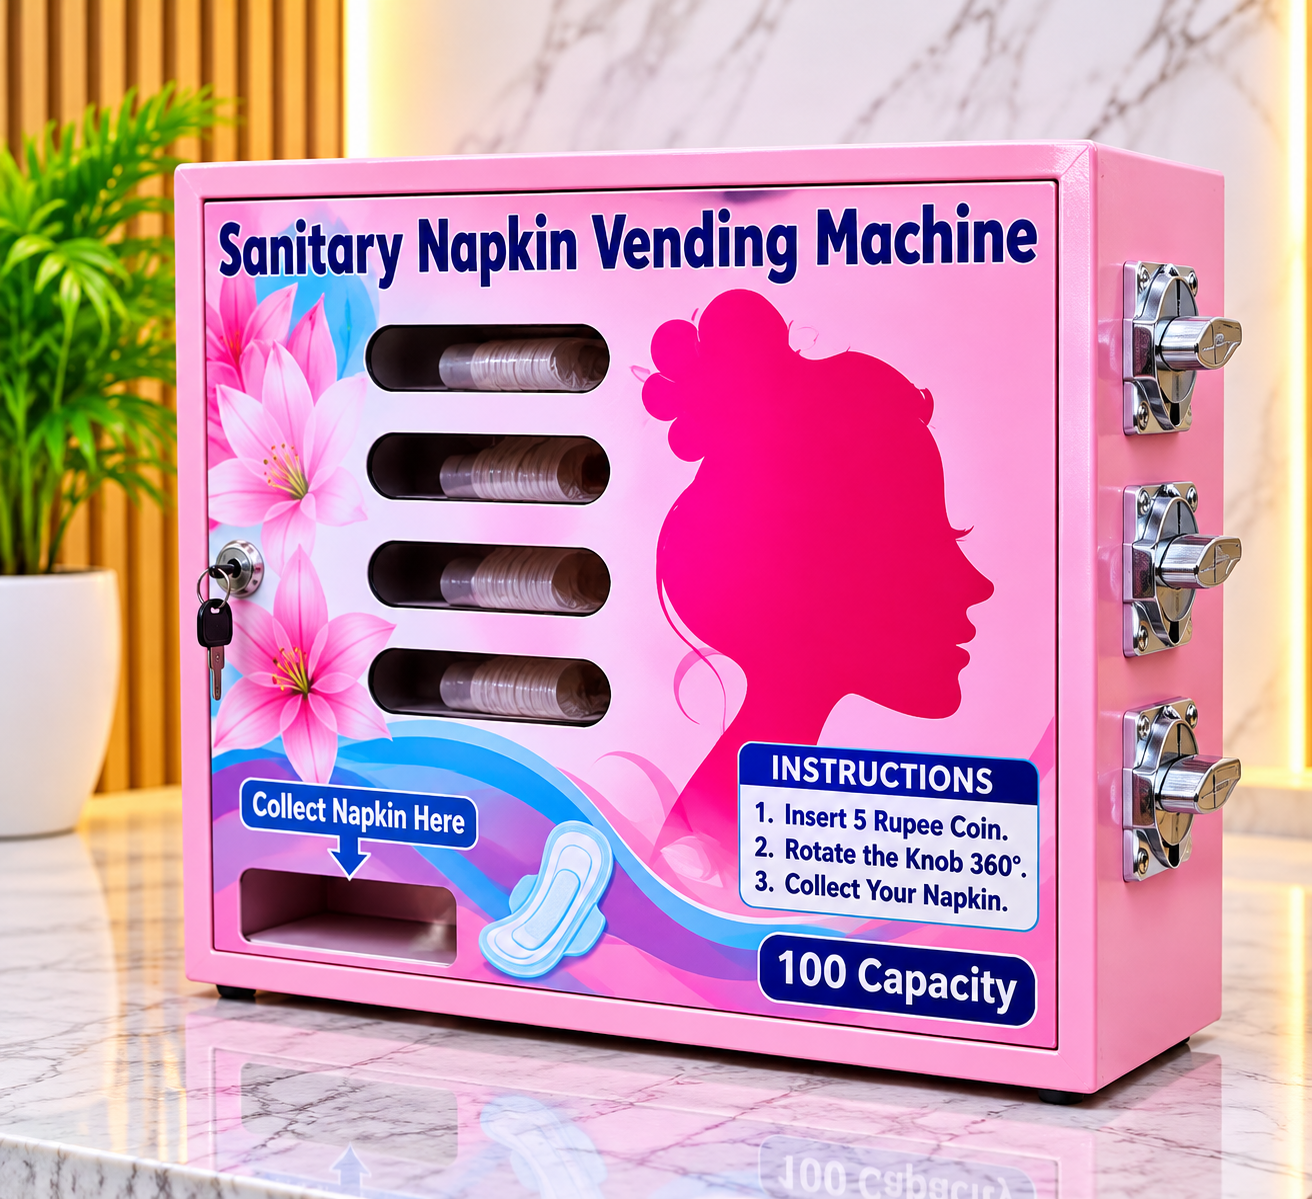 Sanitary Napkin Vending Machine
Collect Napkin Here
INSTRUCTIONS
1. Insert 5 Rupee Coin.
2. Rotate the Knob 360°.
3. Collect Your Napkin.
100 Capacity